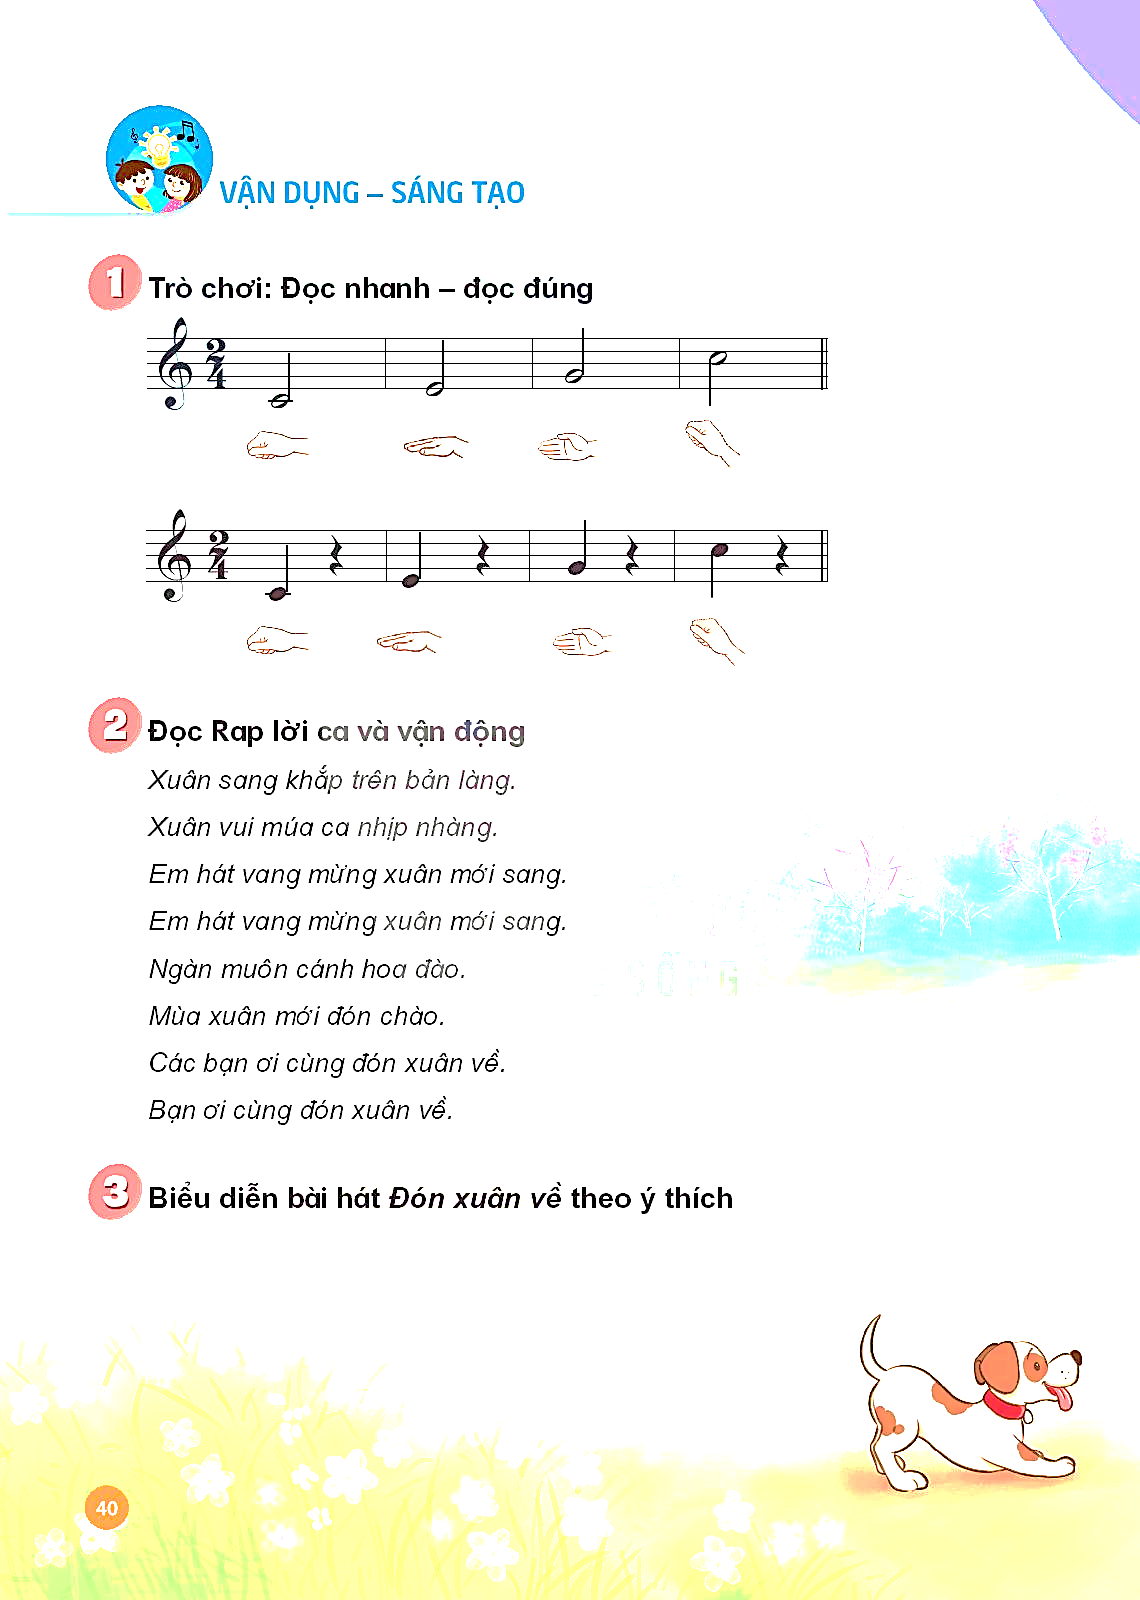 VẬN DỤNG – SÁNG TẠO
1 Trò chơi: Đọc nhanh – đọc đúng
2
4
2
4
2 Đọc Rap lời ca và vận động
Xuân sang khắp trên bản làng.
Xuân vui múa ca nhịp nhàng.
Em hát vang mừng xuân mới sang.
Em hát vang mừng xuân mới sang.
Ngàn muôn cánh hoa đào.
Mùa xuân mới đón chào.
Các bạn ơi cùng đón xuân về.
Bạn ơi cùng đón xuân về.
3 Biểu diễn bài hát Đón xuân về theo ý thích
40